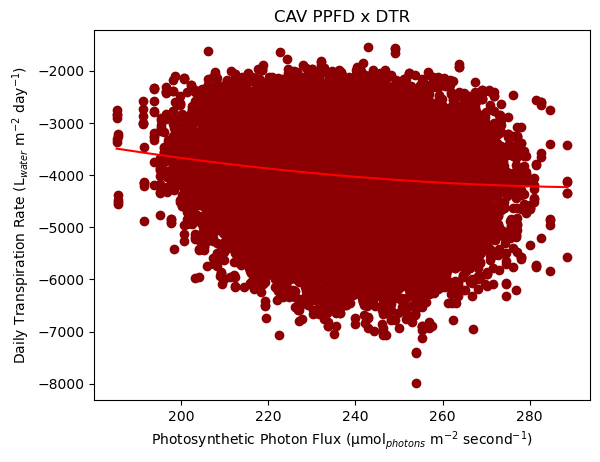 CAV PPFD x DTR
Daily Transpiration Rate (L$_{water}$ m$^{-2}$ day$^{-1}$)
−2000
−3000
−4000
−5000
−6000
−7000
−8000
200 220 240 260 280
Photosynthetic Photon Flux (μmol$_{photons}$ m$^{-2}$ second$^{-1}$)